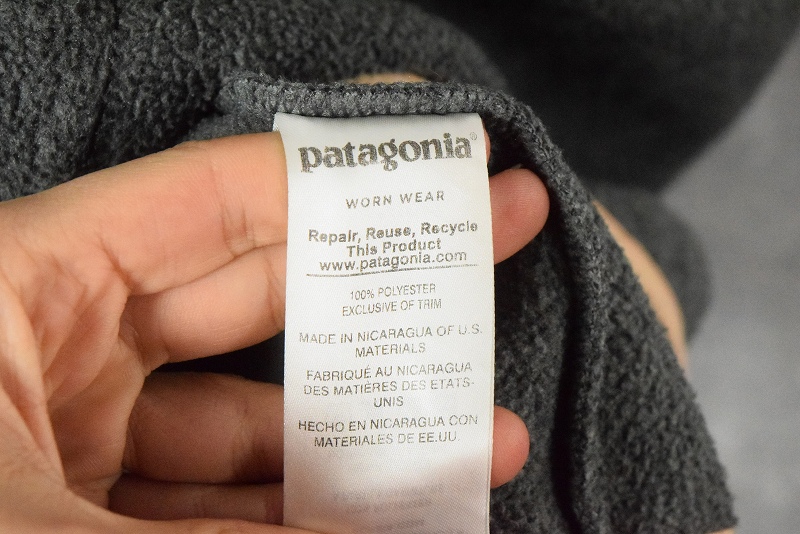 patagonia®
WORN WEAR
Repair, Reuse, Recycle
This Product
www.patagonia.com
100% POLYESTER
EXCLUSIVE OF TRIM
MADE IN NICARAGUA OF U.S.
MATERIALS
FABRIQUÉ AU NICARAGUA
DES MATIÈRES DES ETATS-
UNIS
HECHO EN NICARAGUA CON
MATERIALES DE EE.UU.